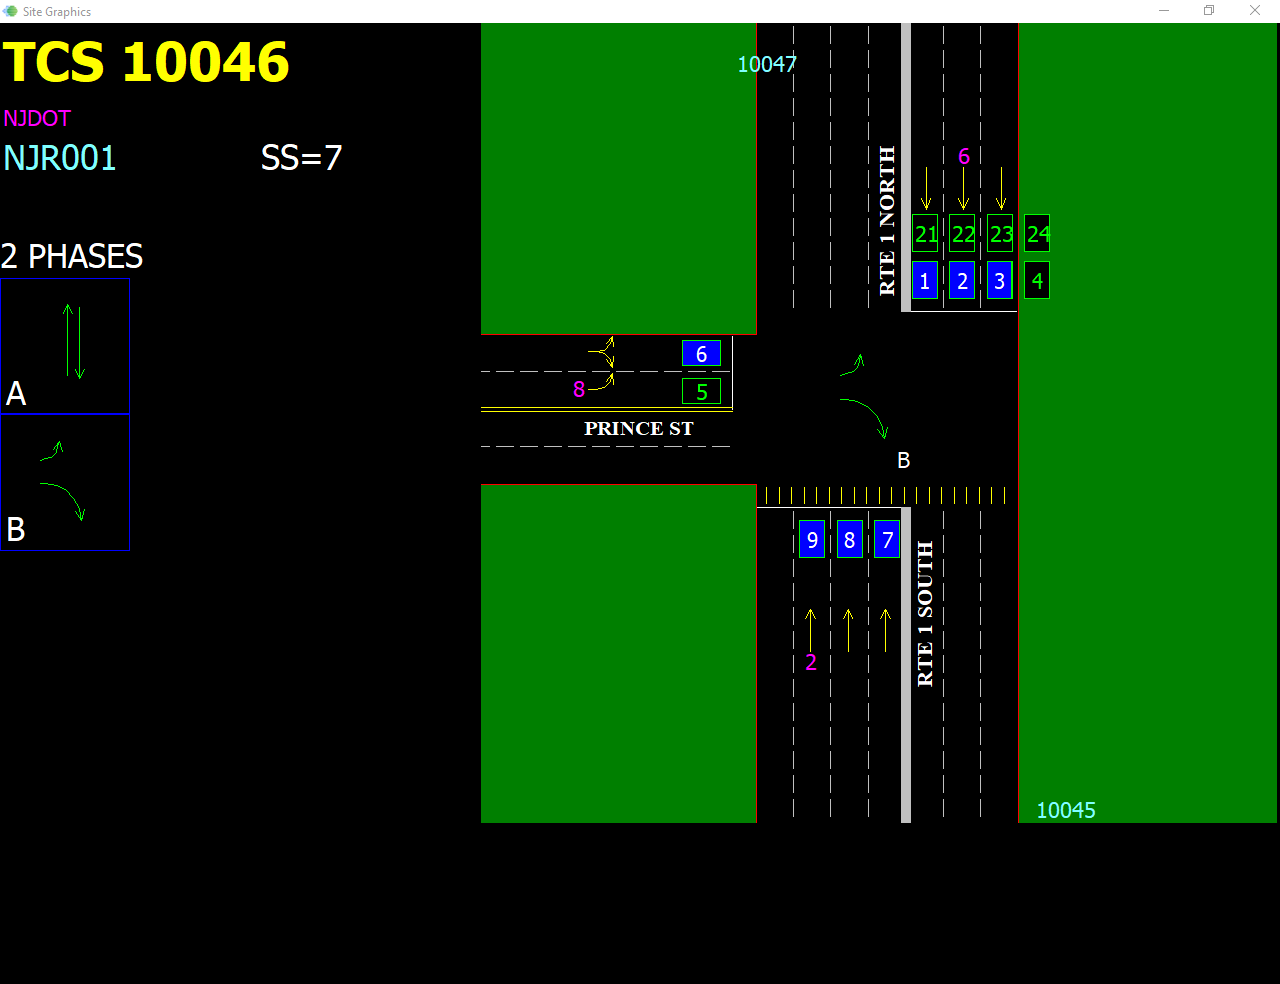 Site Graphics
TCS 10046
NJDOT
NJR001 SS=7
2 PHASES
A
B
10047
RTE 1 NORTH
6
21 22 23 24
1 2 3 4
6
8 5
PRINCE ST
B
9 8 7
RTE 1 SOUTH
2
10045